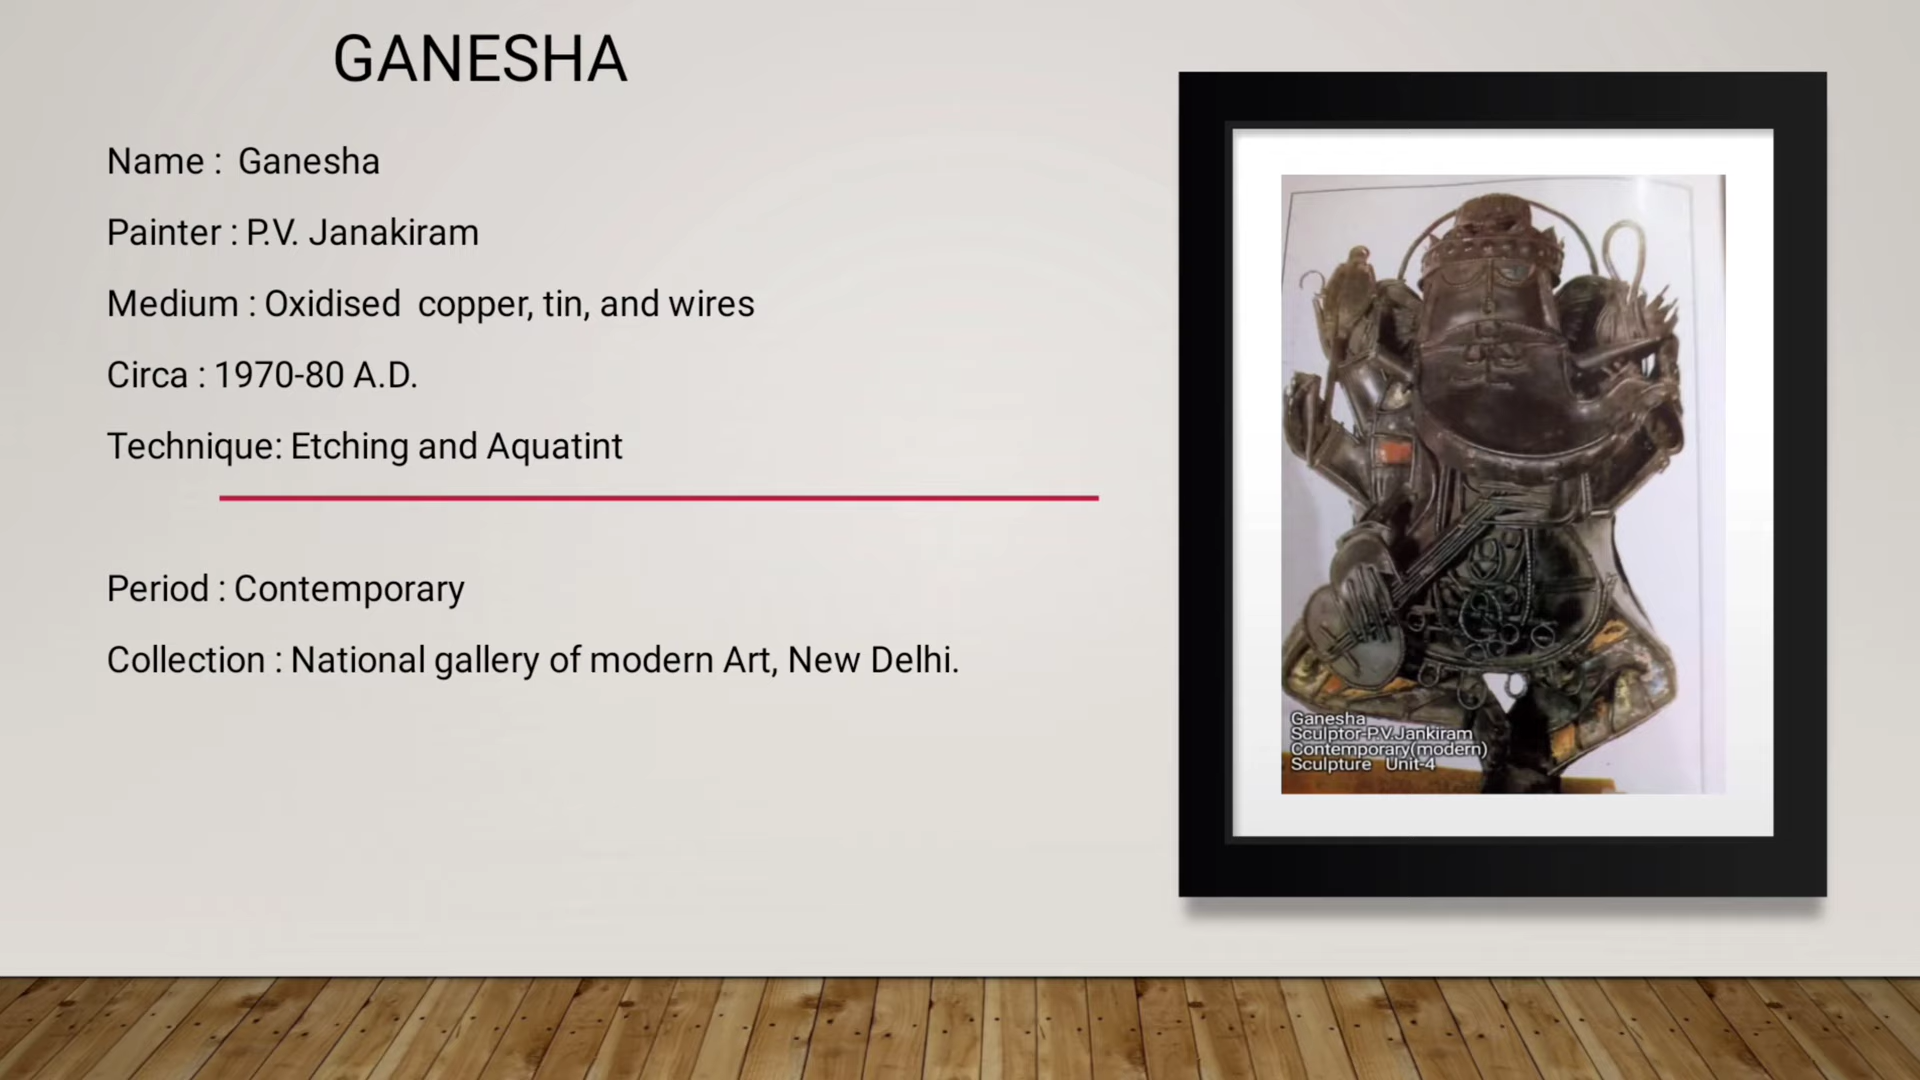 GANESHA
Name : Ganesha
Painter : P.V. Janakiram
Medium : Oxidised copper, tin, and wires
Circa : 1970-80 A.D.
Technique: Etching and Aquatint
Period : Contemporary
Collection : National gallery of modern Art, New Delhi.
Ganesha
Sculptor-P.V.Jankiram
Contemporary(modern)
Sculpture Unit-4